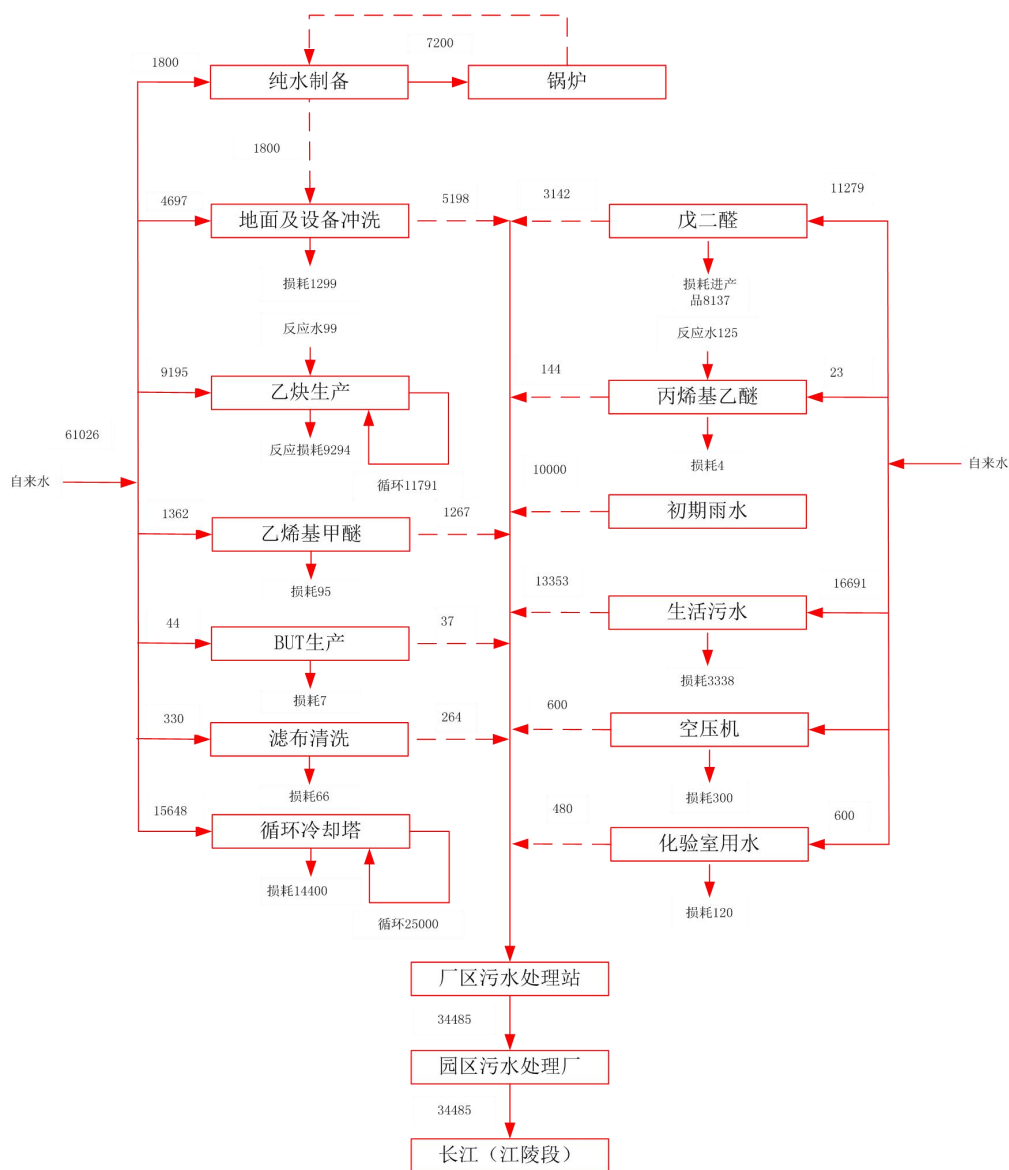 7200
1800
纯水制备
锅炉
1800
4697
5198
3142
11279
地面及设备冲洗
戊二醛
损耗1299
损耗进产
品8137
反应水99
反应水125
9195
144
23
乙炔生产
丙烯基乙醚
61026
反应损耗9294
损耗4
自来水
循环11791
10000
自来水
1362
1267
初期雨水
乙烯基甲醚
损耗95
13353
16691
生活污水
44
37
BUT生产
损耗3338
损耗7
330
264
600
滤布清洗
空压机
损耗66
损耗300
15648
480
600
循环冷却塔
化验室用水
损耗14400
循环25000
损耗120
厂区污水处理站
34485
园区污水处理厂
34485
长江（江陵段）